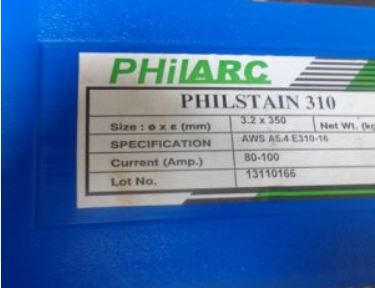 PHILARC
PHILSTAIN 310
Size : ø x ε (mm) 3.2 x 350 Net Wt. (kg
SPECIFICATION AWS A5.4 E310-16
Current (Amp.) 80-100
Lot No. 13110166